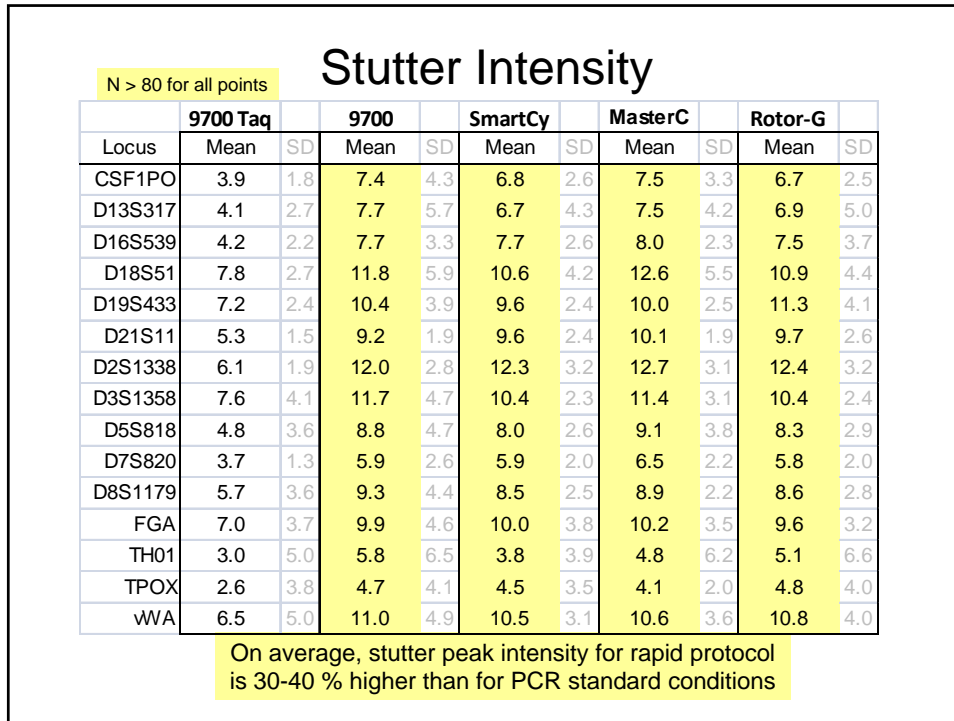 Stutter Intensity
N > 80 for all points
9700 Taq 9700 SmartCy MasterC Rotor-G
Locus Mean SD Mean SD Mean SD Mean SD Mean SD
CSF1PO 3.9 1.8 7.4 4.3 6.8 2.6 7.5 3.3 6.7 2.5
D13S317 4.1 2.7 7.7 5.7 6.7 4.3 7.5 4.2 6.9 5.0
D16S539 4.2 2.2 7.7 3.3 7.7 2.6 8.0 2.3 7.5 3.7
D18S51 7.8 2.7 11.8 5.9 10.6 4.2 12.6 5.5 10.9 4.4
D19S433 7.2 2.4 10.4 3.9 9.6 2.4 10.0 2.5 11.3 4.1
D21S11 5.3 1.5 9.2 1.9 9.6 2.4 10.1 1.9 9.7 2.6
D2S1338 6.1 1.9 12.0 2.8 12.3 3.2 12.7 3.1 12.4 3.2
D3S1358 7.6 4.1 11.7 4.7 10.4 2.3 11.4 3.1 10.4 2.4
D5S818 4.8 3.6 8.8 4.7 8.0 2.6 9.1 3.8 8.3 2.9
D7S820 3.7 1.3 5.9 2.6 5.9 2.0 6.5 2.2 5.8 2.0
D8S1179 5.7 3.6 9.3 4.4 8.5 2.5 8.9 2.2 8.6 2.8
FGA 7.0 3.7 9.9 4.6 10.0 3.8 10.2 3.5 9.6 3.2
TH01 3.0 5.0 5.8 6.5 3.8 3.9 4.8 6.2 5.1 6.6
TPOX 2.6 3.8 4.7 4.1 4.5 3.5 4.1 2.0 4.8 4.0
vWA 6.5 5.0 11.0 4.9 10.5 3.1 10.6 3.6 10.8 4.0
On average, stutter peak intensity for rapid protocol
is 30-40 % higher than for PCR standard conditions